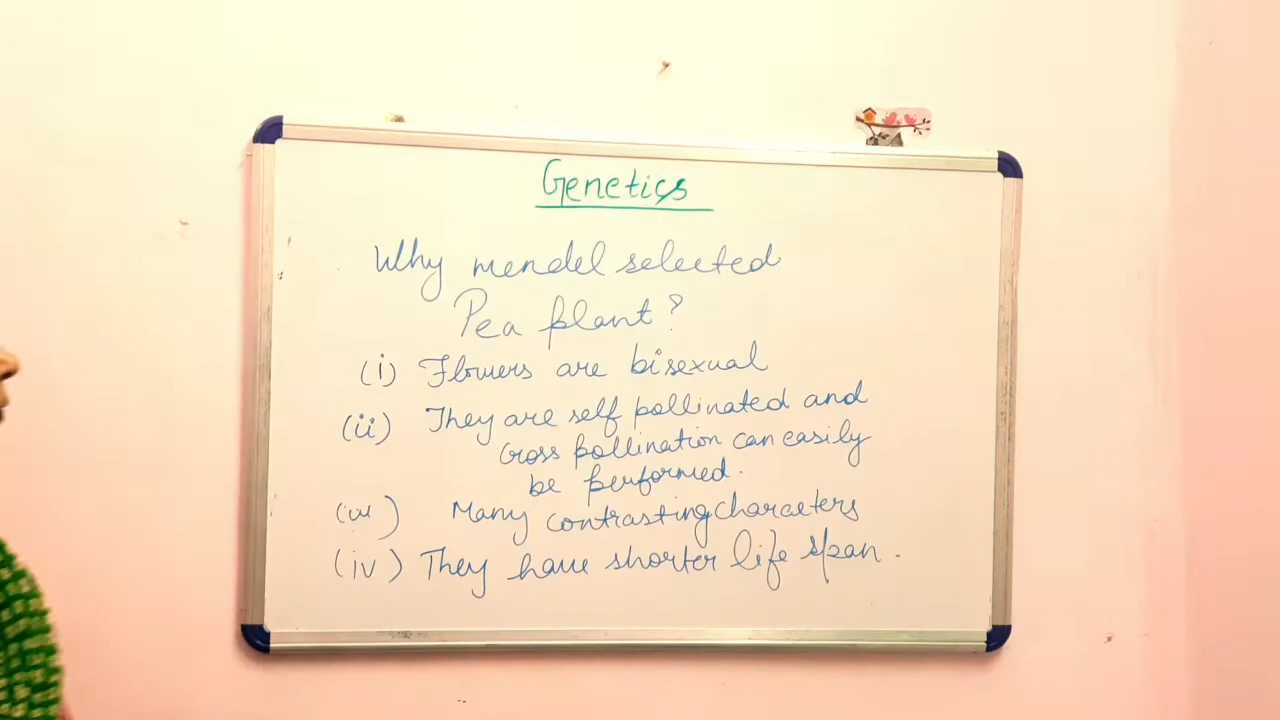 Genetics
Why mendel selected
Pea plant?
(i) Flowers are bisexual
(ii) They are self pollinated and
Cross pollination can easily
be performed.
(iii) Many contrasting characters
(iv) They have shorter life span.